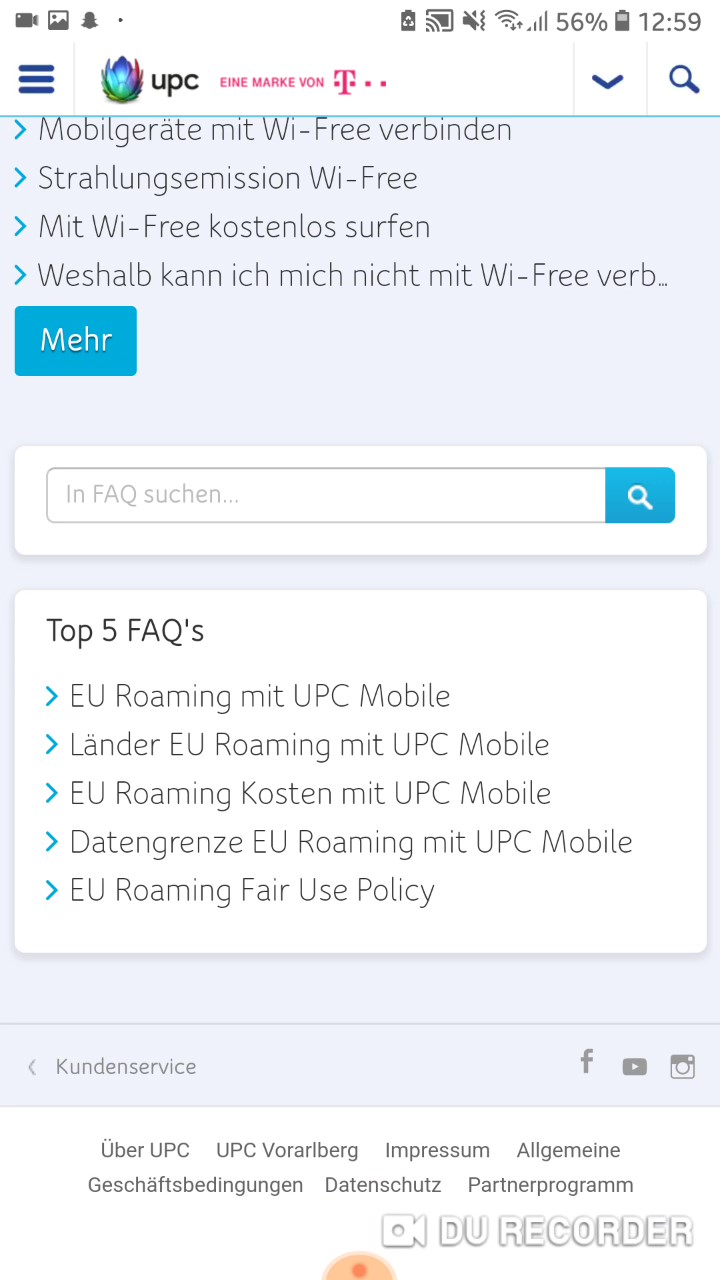 56% 12:59
upc EINE MARKE VON T
Mobilgeräte mit Wi-Free verbinden
Strahlungsemission Wi-Free
Mit Wi-Free kostenlos surfen
Weshalb kann ich mich nicht mit Wi-Free verb...
Mehr
In FAQ suchen...
Top 5 FAQ's
EU Roaming mit UPC Mobile
Länder EU Roaming mit UPC Mobile
EU Roaming Kosten mit UPC Mobile
Datengrenze EU Roaming mit UPC Mobile
EU Roaming Fair Use Policy
Kundenservice
Über UPC UPC Vorarlberg Impressum Allgemeine
Geschäftsbedingungen Datenschutz Partnerprogramm
DU RECORDER